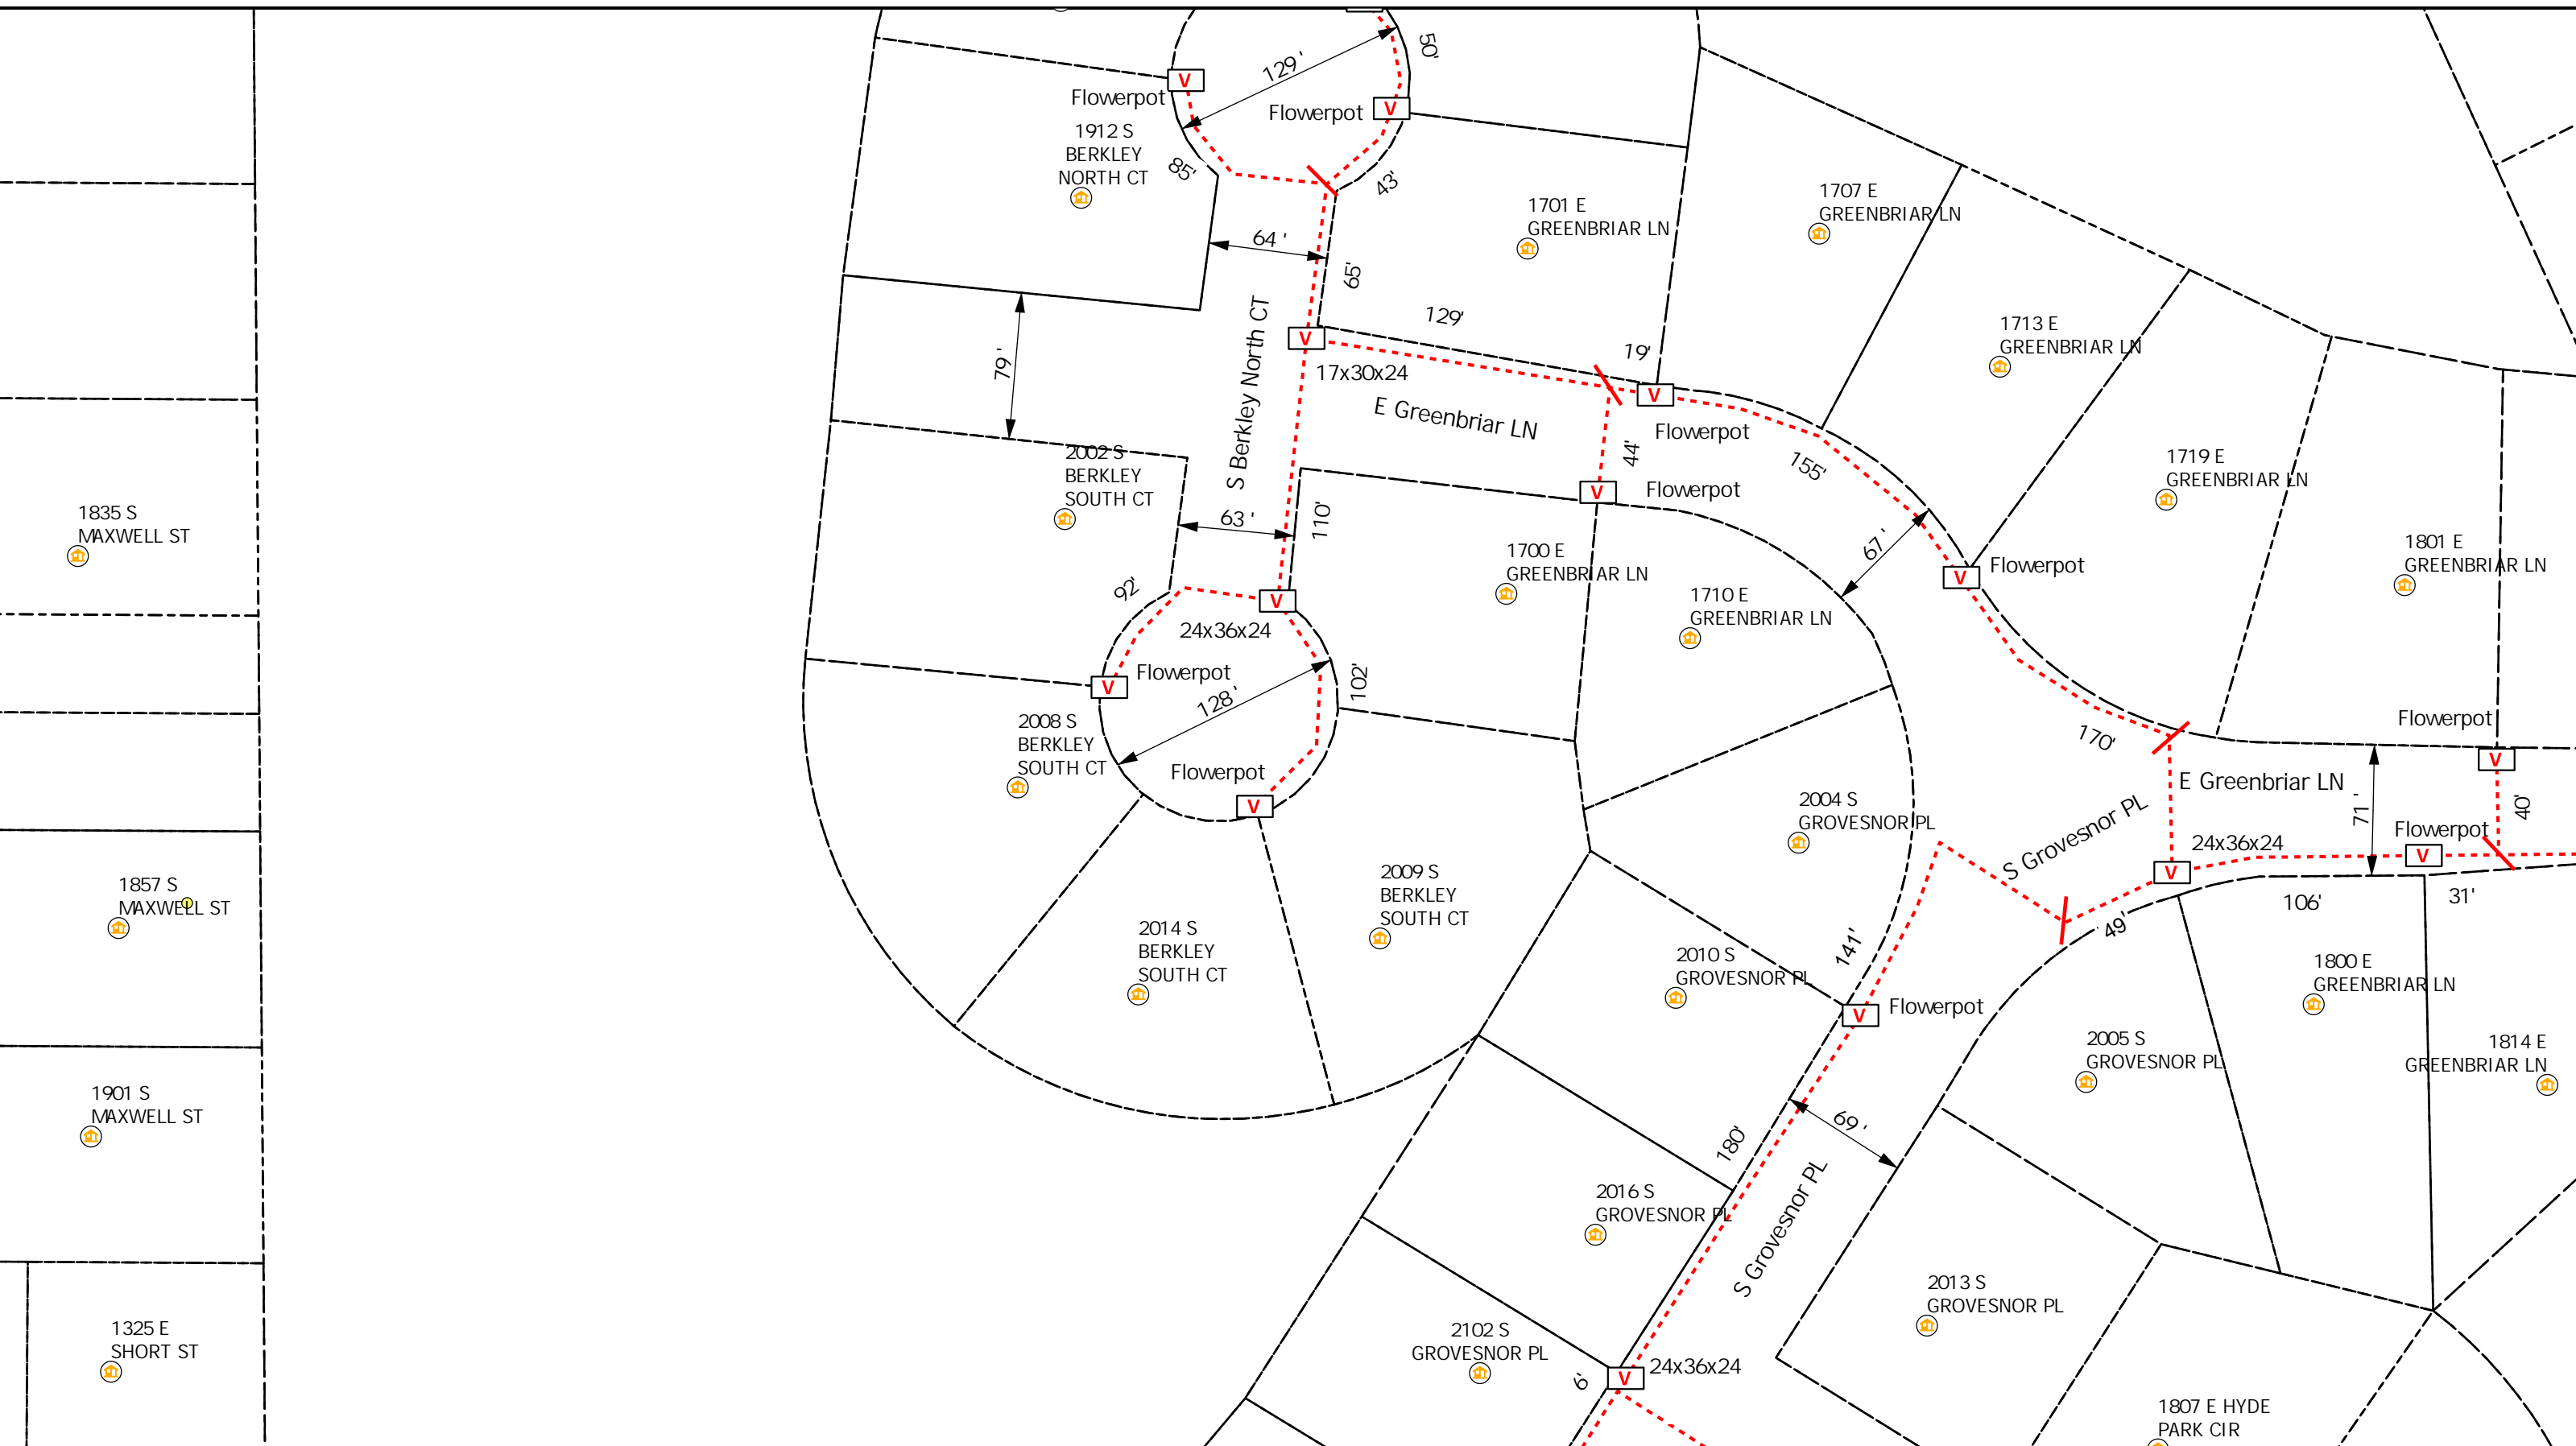 129'
50'
V
Flowerpot
Flowerpot
V
1912 S
BERKLEY
NORTH CT
85'
43'
1701 E
GREENBRIAR LN
1707 E
GREENBRIAR LN
64'
65'
79'
S Berkley North CT
V
129'
17x30x24
19'
V
E Greenbriar LN
Flowerpot
1713 E
GREENBRIAR LN
44'
155'
2002 S
BERKLEY
SOUTH CT
1719 E
GREENBRIAR LN
V
Flowerpot
1835 S
MAXWELL ST
63'
110'
67'
1700 E
GREENBRIAR LN
1801 E
GREENBRIAR LN
V
Flowerpot
92'
V
24x36x24
1710 E
GREENBRIAR LN
V
Flowerpot
128'
102'
2008 S
BERKLEY
SOUTH CT
Flowerpot
V
170'
Flowerpot
V
E Greenbriar LN
71'
40'
2004 S
GROVESNOR PL
S Grovesnor PL
24x36x24
V
Flowerpot
V
1857 S
MAXWELL ST
2009 S
BERKLEY
SOUTH CT
49'
106'
31'
2014 S
BERKLEY
SOUTH CT
2010 S
GROVESNOR PL
141'
V
Flowerpot
1800 E
GREENBRIAR LN
2005 S
GROVESNOR PL
1814 E
GREENBRIAR LN
1901 S
MAXWELL ST
69'
180'
2016 S
GROVESNOR PL
S Grovesnor PL
2013 S
GROVESNOR PL
1325 E
SHORT ST
2102 S
GROVESNOR PL
6'
V
24x36x24
1807 E HYDE
PARK CIR